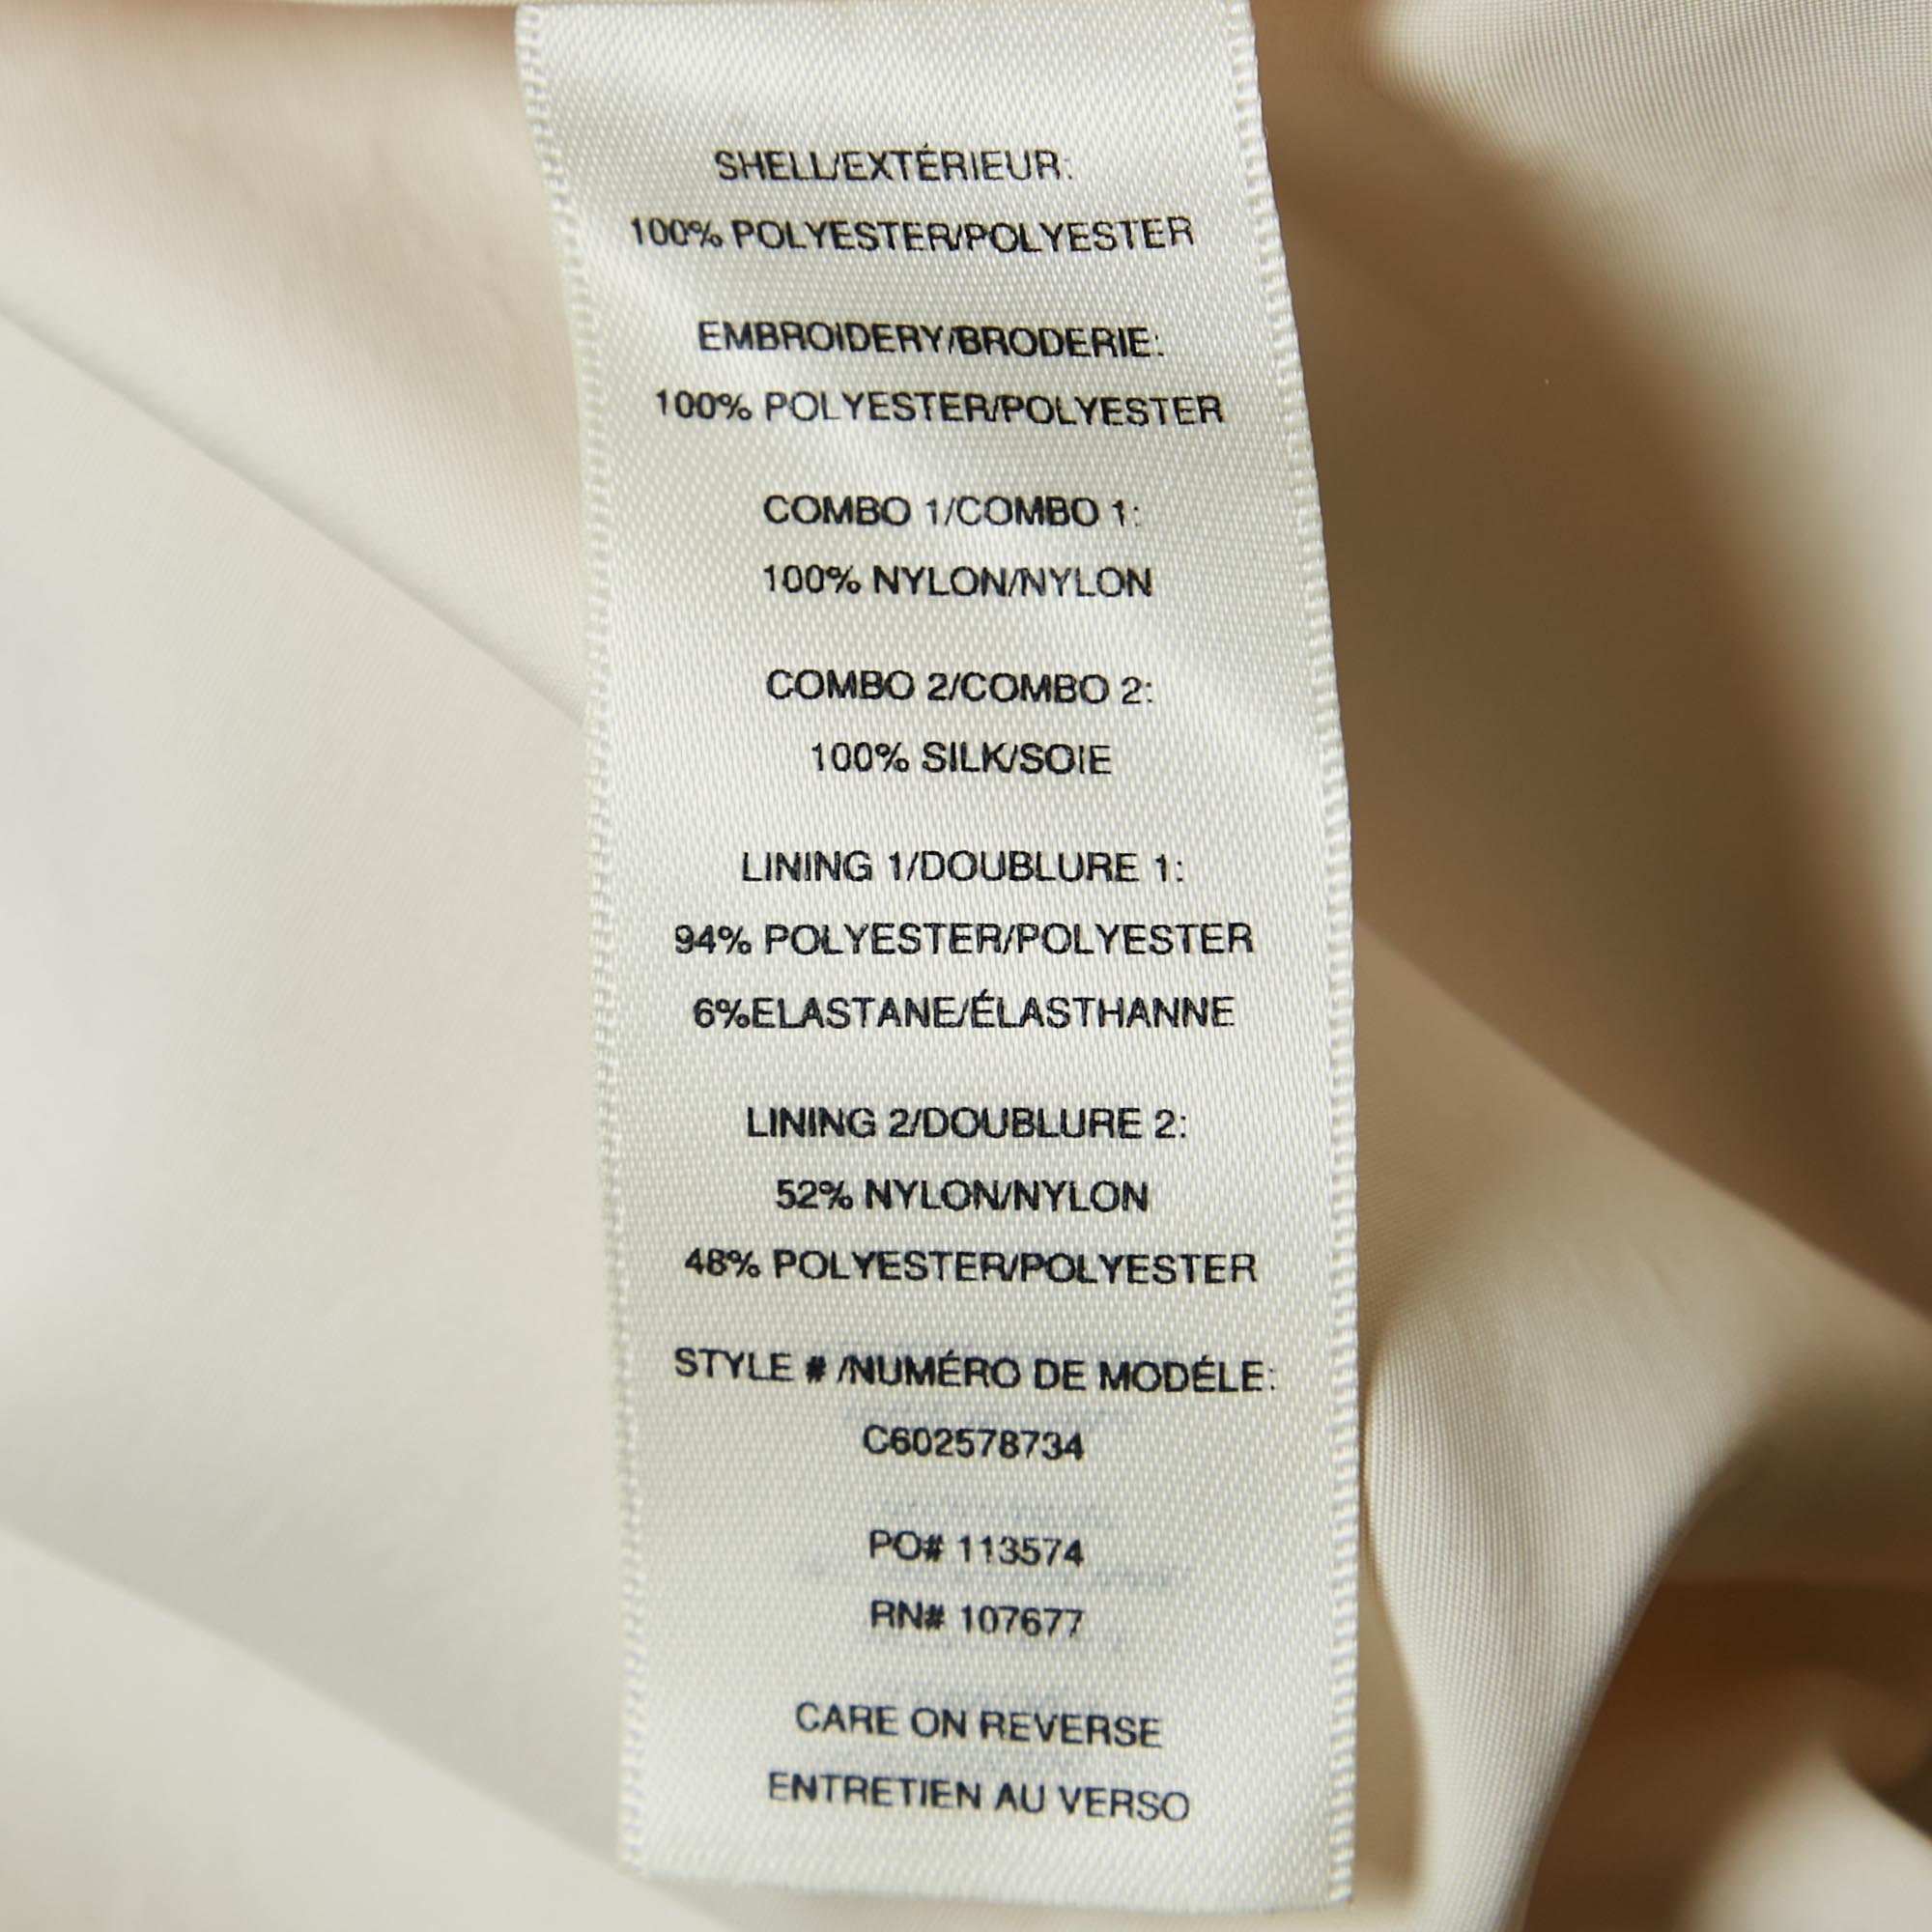 SHELL/EXTÉRIEUR:
100% POLYESTER/POLYESTER
EMBROIDERY/BRODERIE:
100% POLYESTER/POLYESTER
COMBO 1/COMBO 1:
100% NYLON/NYLON
COMBO 2/COMBO 2:
100% SILK/SOIE
LINING 1/DOUBLURE 1:
94% POLYESTER/POLYESTER
6%ELASTANE/ÉLASTHANNE
LINING 2/DOUBLURE 2:
52% NYLON/NYLON
48% POLYESTER/POLYESTER
STYLE # /NUMÉRO DE MODÉLE:
C602578734
PO# 113574
RN# 107677
CARE ON REVERSE
ENTRETIEN AU VERSO